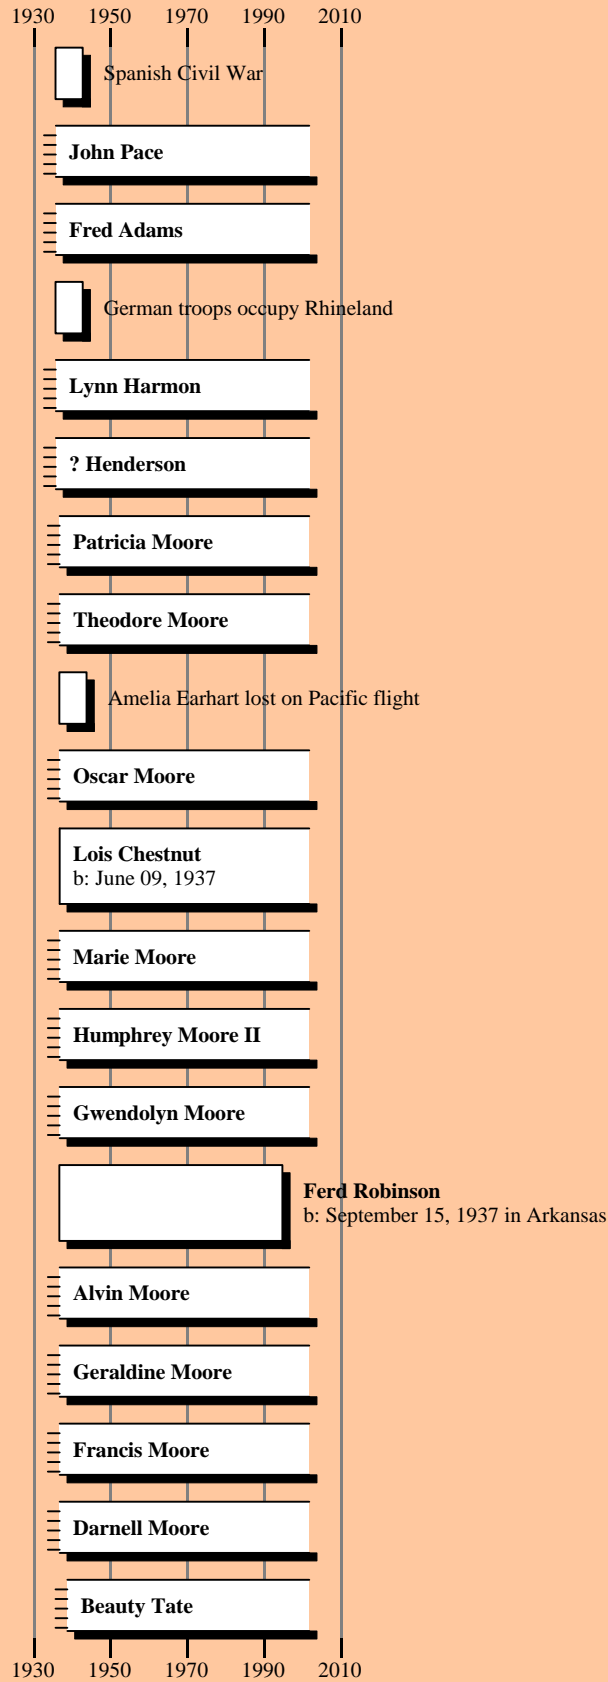 1930 1950 1970 1990 2010
Spanish Civil War
John Pace
Fred Adams
German troops occupy Rhineland
Lynn Harmon
? Henderson
Patricia Moore
Theodore Moore
Amelia Earhart lost on Pacific flight
Oscar Moore
Lois Chestnut
b: June 09, 1937
Marie Moore
Humphrey Moore II
Gwendolyn Moore
Ferd Robinson
b: September 15, 1937 in Arkansas
Alvin Moore
Geraldine Moore
Francis Moore
Darnell Moore
Beauty Tate
1930 1950 1970 1990 2010